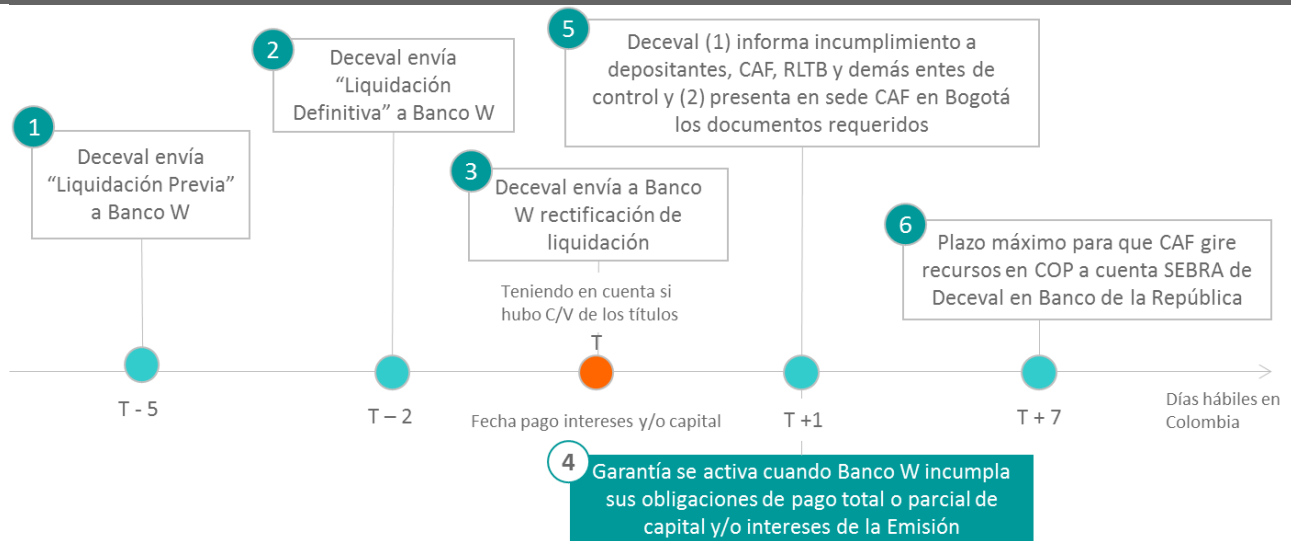 1
Deceval envía
“Liquidación Previa”
a Banco W
2
Deceval envía
“Liquidación
Definitiva” a Banco W
3
Deceval envía a Banco
W rectificación de
liquidación
Teniendo en cuenta si
hubo C/V de los títulos
T
5
Deceval (1) informa incumplimiento a
depositantes, CAF, RLTB y demás entes de
control y (2) presenta en sede CAF en Bogotá
los documentos requeridos
6
Plazo máximo para que CAF gire
recursos en COP a cuenta SEBRA de
Deceval en Banco de la República
T - 5
T – 2
Fecha pago intereses y/o capital
T +1
T + 7
Días hábiles en
Colombia
4
Garantía se activa cuando Banco W incumpla
sus obligaciones de pago total o parcial de
capital y/o intereses de la Emisión